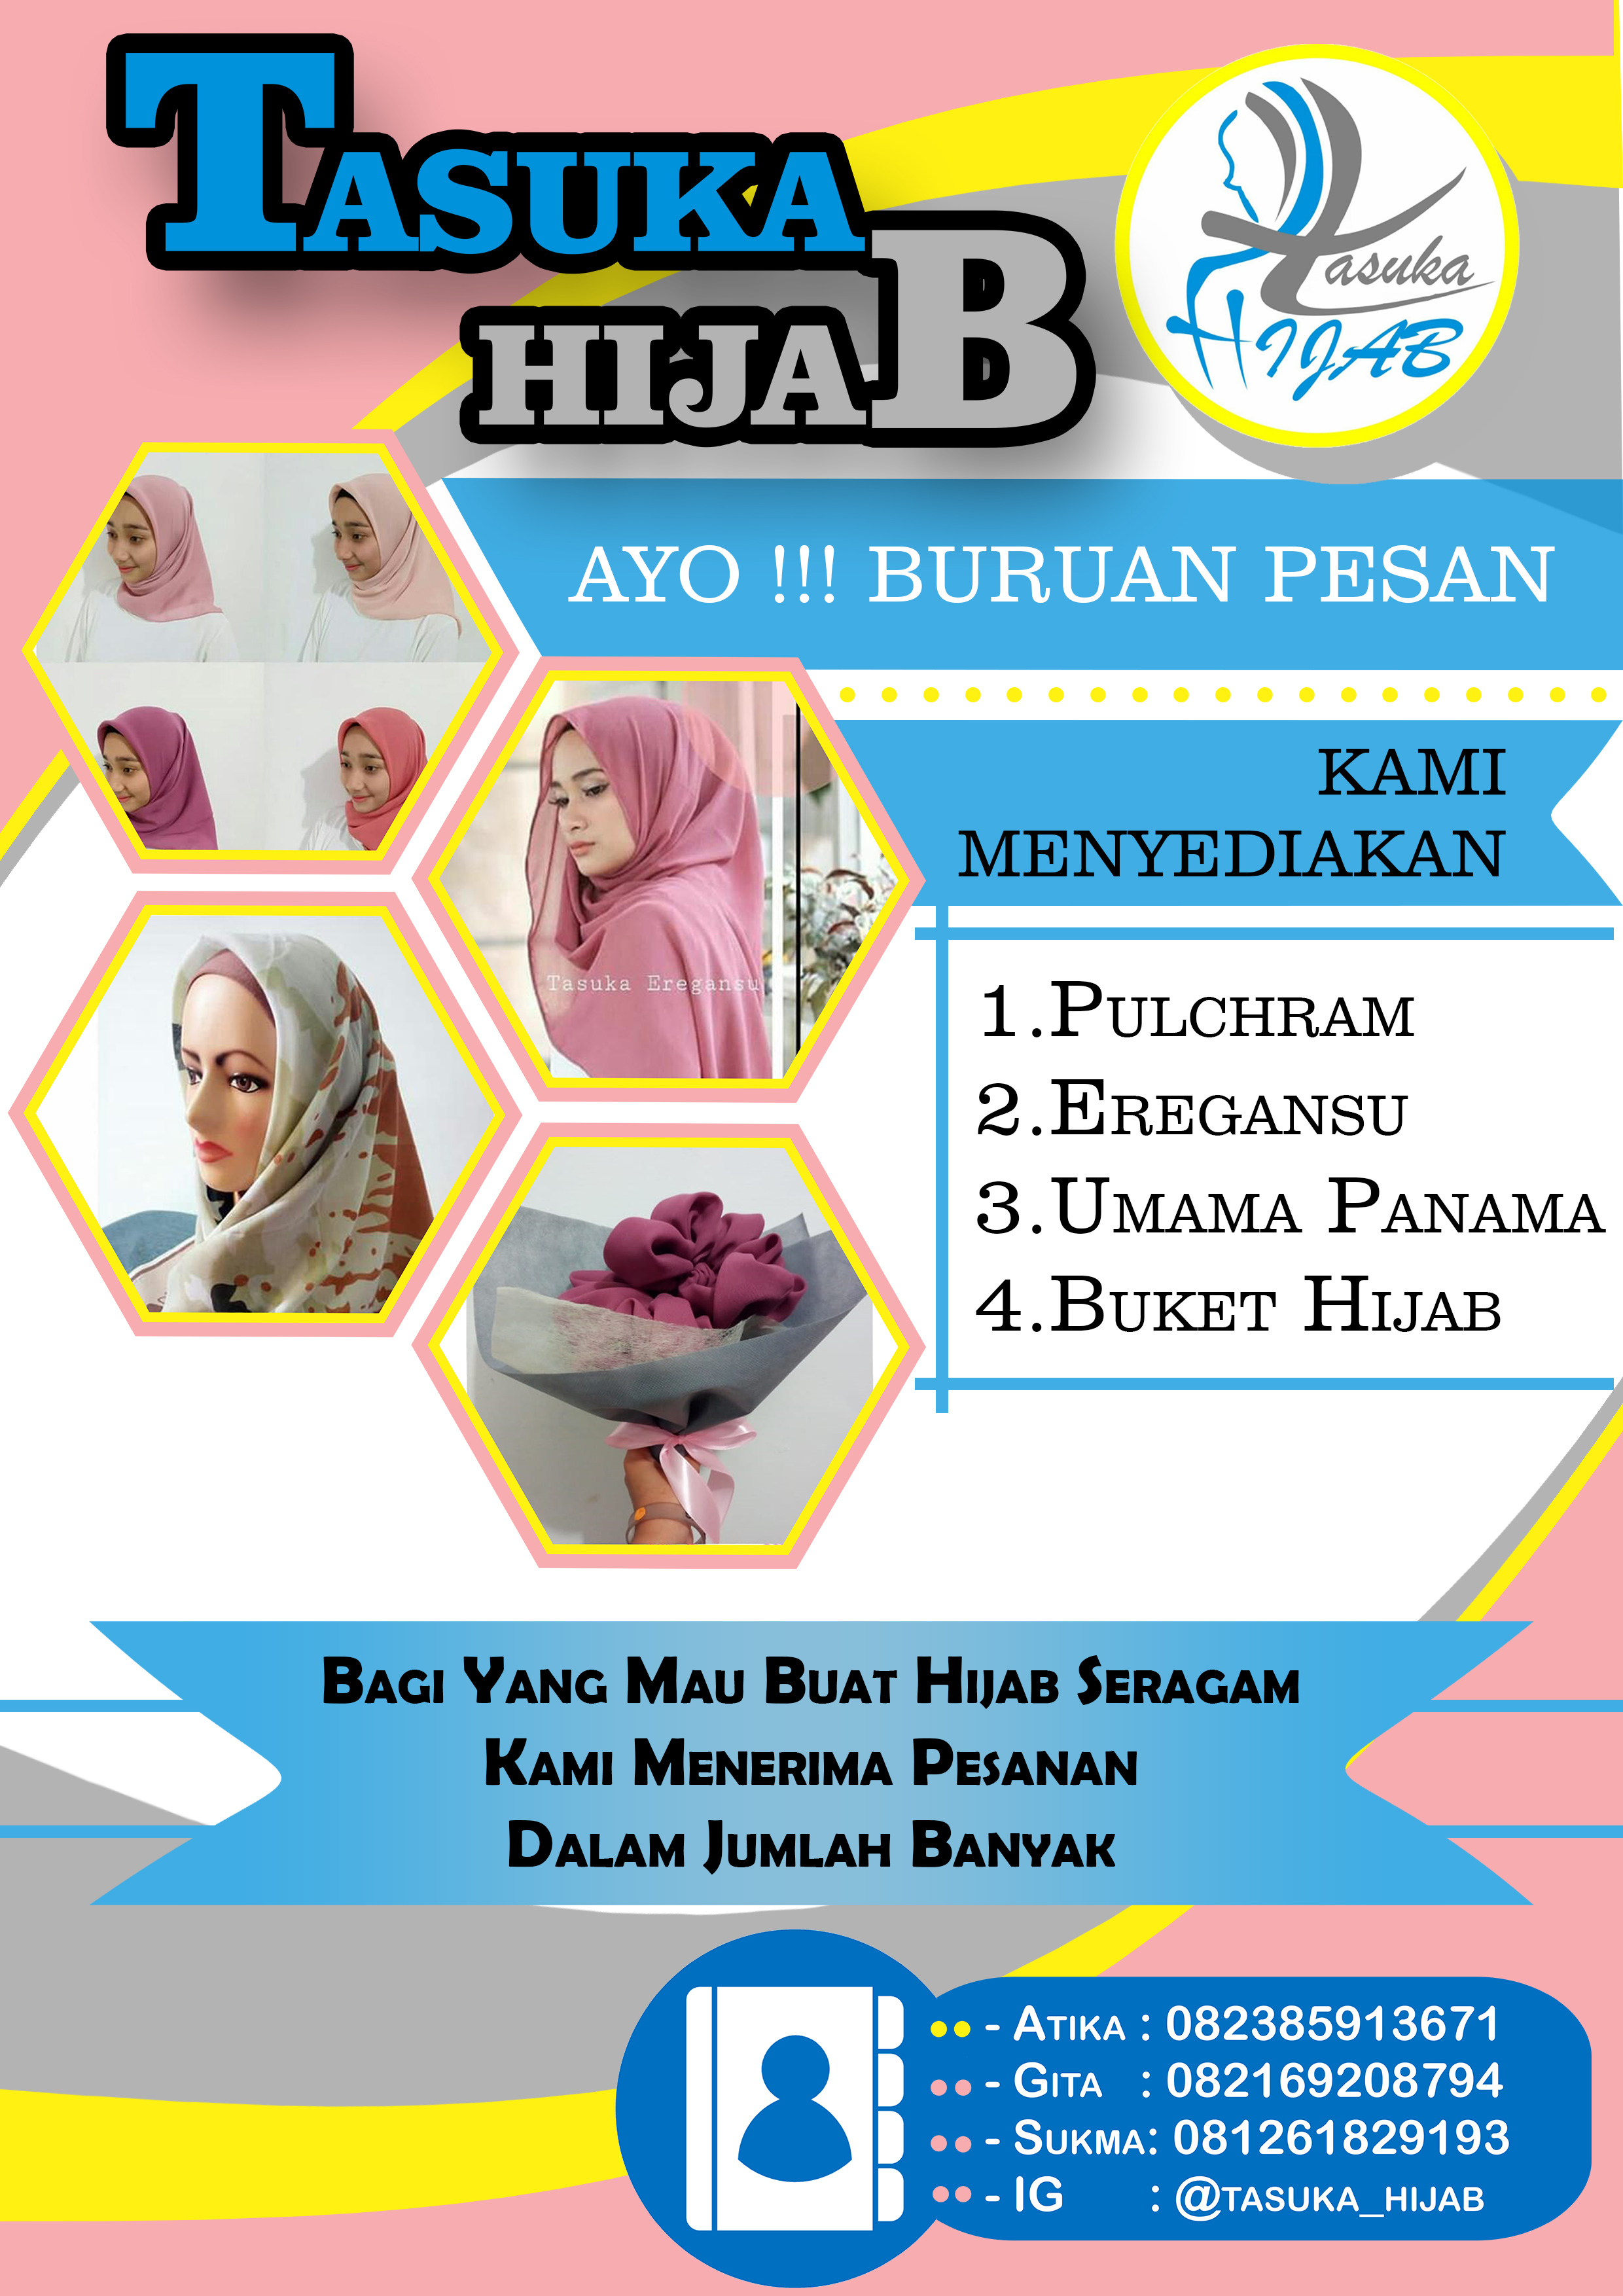 TASUKA
HIJAB
Tasuka
HIJAB
AYO !!! BURUAN PESAN
KAMI
MENYEDIAKAN
Tasuka Eregansu
1.PULCHRAM
2.EREGANSU
3.UMAMA PANAMA
4.BUKET HIJAB
BAGI YANG MAU BUAT HIJAB SERAGAM
KAMI MENERIMA PESANAN
DALAM JUMLAH BANYAK
- ATIKA : 082385913671
- GITA : 082169208794
- SUKMA: 081261829193
- IG : @TASUKA_HIJAB